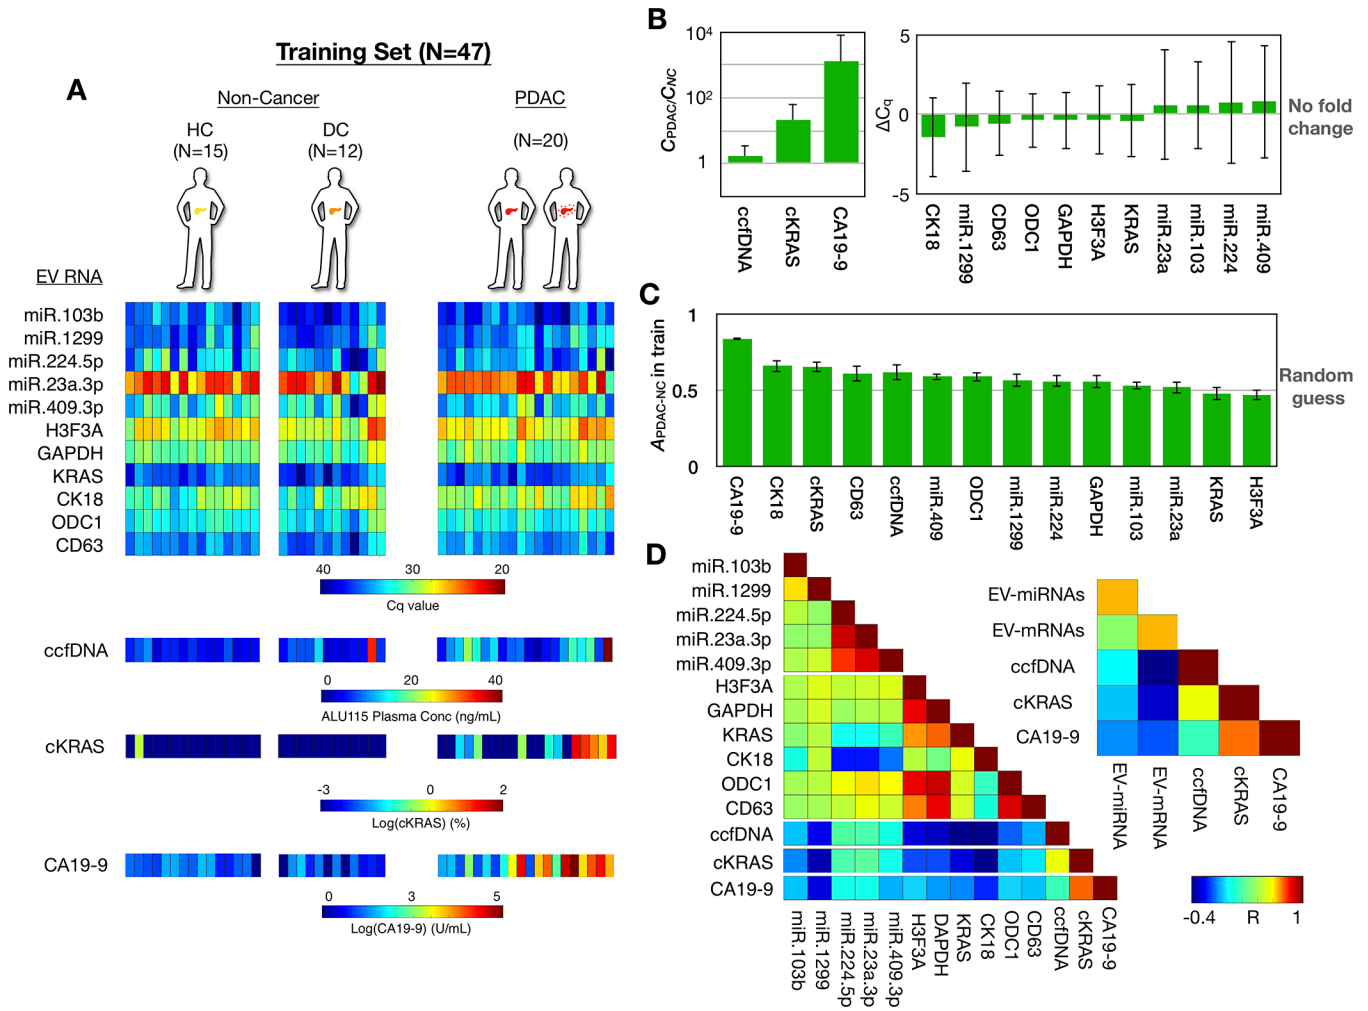 Training Set (N=47)
A
Non-Cancer
PDAC
HC
(N=15)
DC
(N=12)
(N=20)
EV RNA
miR.103b
miR.1299
miR.224.5p
miR.23a.3p
miR.409.3p
H3F3A
GAPDH
KRAS
CK18
ODC1
CD63
40
30
20
Cq value
ccfDNA
0
20
40
ALU115 Plasma Conc (ng/mL)
cKRAS
-3
0
2
Log(cKRAS) (%)
CA19-9
0
3
5
Log(CA19-9) (U/mL)
B
CPDAC/CNC
10⁴
10²
1
ccfDNA
cKRAS
CA19-9
ΔCq
5
0
-5
No fold
change
CK18
miR.1299
CD63
ODC1
GAPDH
H3F3A
KRAS
miR.23a
miR.103
miR.224
miR.409
C
APDAC-NC in train
1
0.5
0
Random
guess
CA19-9
CK18
cKRAS
CD63
ccfDNA
miR.409
ODC1
miR.1299
miR.224
GAPDH
miR.103
miR.23a
KRAS
H3F3A
D
miR.103b
miR.1299
miR.224.5p
miR.23a.3p
miR.409.3p
H3F3A
GAPDH
KRAS
CK18
ODC1
CD63
ccfDNA
cKRAS
CA19-9
miR.103b
miR.1299
miR.224.5p
miR.23a.3p
miR.409.3p
H3F3A
DAPDH
KRAS
CK18
ODC1
CD63
ccfDNA
cKRAS
CA19-9
EV-miRNAs
EV-mRNAs
ccfDNA
cKRAS
CA19-9
EV-miRNA
EV-mRNA
ccfDNA
cKRAS
CA19-9
-0.4
R
1